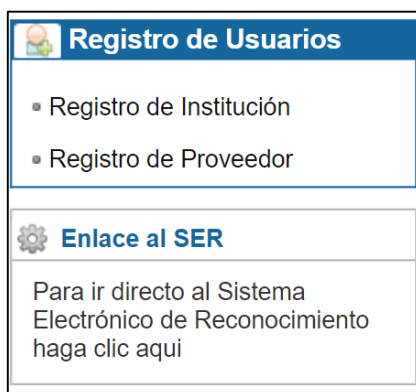 Registro de Usuarios
Registro de Institución
Registro de Proveedor
Enlace al SER
Para ir directo al Sistema
Electrónico de Reconocimiento
haga clic aqui